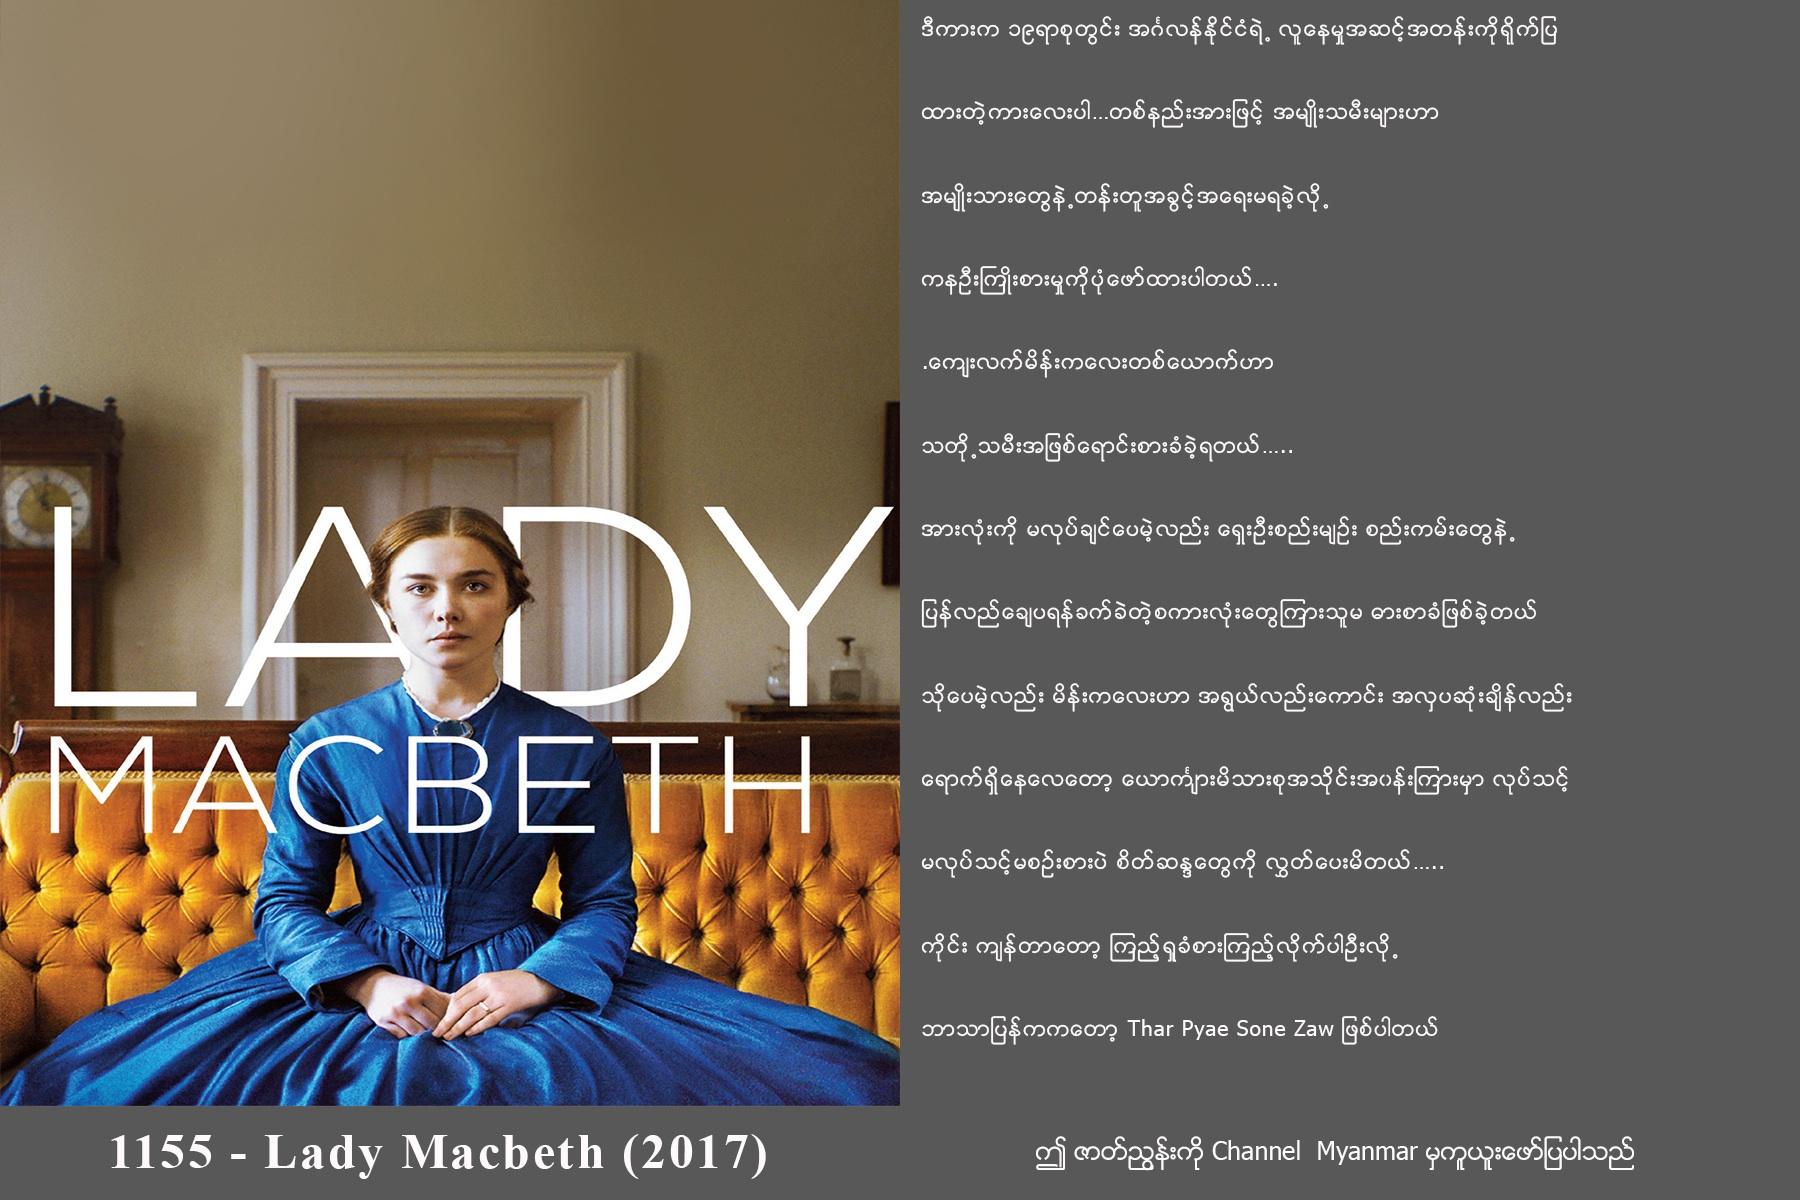 LADY
MACBETH
1155 - Lady Macbeth (2017)
ဒီကားက ၁၉ရာစုတွင်း အင်္ဂလန်နိုင်ငံရဲ့ လူနေမှုအဆင့်အတန်းကိုရိုက်ပြ
ထားတဲ့ကားလေးပါ...တစ်နည်းအားဖြင့် အမျိုးသမီးများဟာ
အမျိုးသားတွေနဲ့တန်းတူအခွင့်အရေးမရခဲ့လို့
ကနဦးကြိုးစားမှုကိုပုံဖော်ထားပါတယ်....
.ကျေးလက်မိန်းကလေးတစ်ယောက်ဟာ
သတို့သမီးအဖြစ်ရောင်းစားခံခဲ့ရတယ်.....
အားလုံးကို မလုပ်ချင်ပေမဲ့လည်း ရှေးဦးစည်းမျဉ်း စည်းကမ်းတွေနဲ့
ပြန်လည်ချေပရန်ခက်ခဲတဲ့စကားလုံးတွေကြားသူမ ဓားစာခံဖြစ်ခဲ့တယ်
သိုပေမဲ့လည်း မိန်းကလေးဟာ အရွယ်လည်းကောင်း အလှပဆုံးချိန်လည်း
ရောက်ရှိနေလေတော့ ယောင်္ကျားမိသားစုအသိုင်းအဝန်းကြားမှာ လုပ်သင့်
မလုပ်သင့်မစဉ်းစားပဲ စိတ်ဆန္ဒတွေကို လွှတ်ပေးမိတယ်.....
ကိုင်း ကျန်တာတော့ ကြည့်ရှုခံစားကြည့်လိုက်ပါဦးလို့
ဘာသာပြန်ကကတော့ Thar Pyae Sone Zaw ဖြစ်ပါတယ်
ဤ ဇာတ်ညွှန်းကို Channel Myanmar မှကူယူးဖော်ပြပါသည်